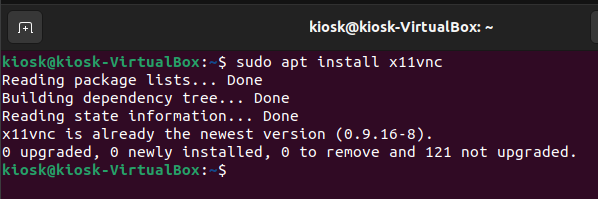 kiosk@kiosk-VirtualBox: ~
kiosk@kiosk-VirtualBox:~$ sudo apt install x11vnc
Reading package lists... Done
Building dependency tree... Done
Reading state information... Done
x11vnc is already the newest version (0.9.16-8).
0 upgraded, 0 newly installed, 0 to remove and 121 not upgraded.
kiosk@kiosk-VirtualBox:~$